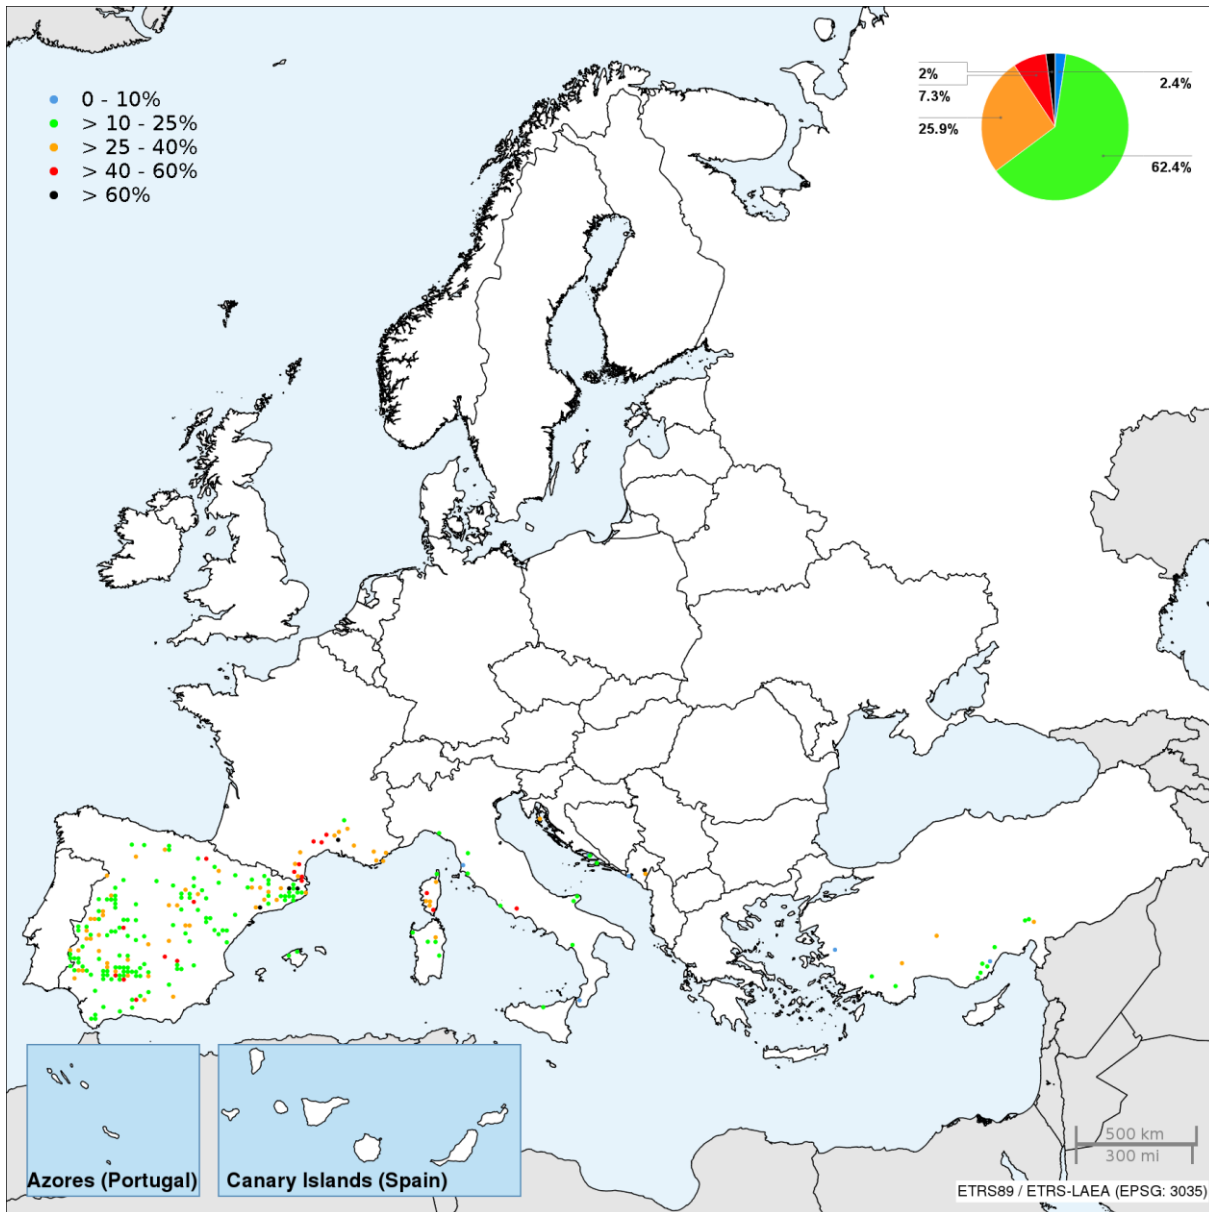 0 - 10%
> 10 - 25%
> 25 - 40%
> 40 - 60%
> 60%
2%
7.3%
25.9%
2.4%
62.4%
Azores (Portugal)
Canary Islands (Spain)
500 km
300 mi
ETRS89 / ETRS-LAEA (EPSG: 3035)